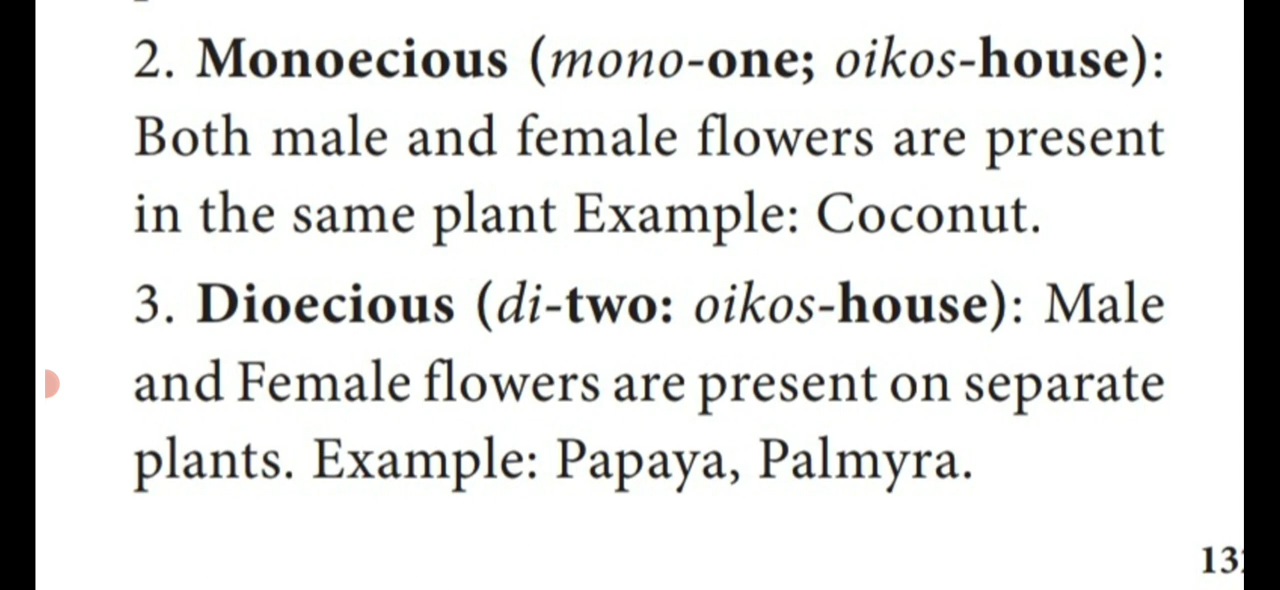 2. Monoecious (mono-one; oikos-house):
Both male and female flowers are present
in the same plant Example: Coconut.
3. Dioecious (di-two: oikos-house): Male
and Female flowers are present on separate
plants. Example: Papaya, Palmyra.